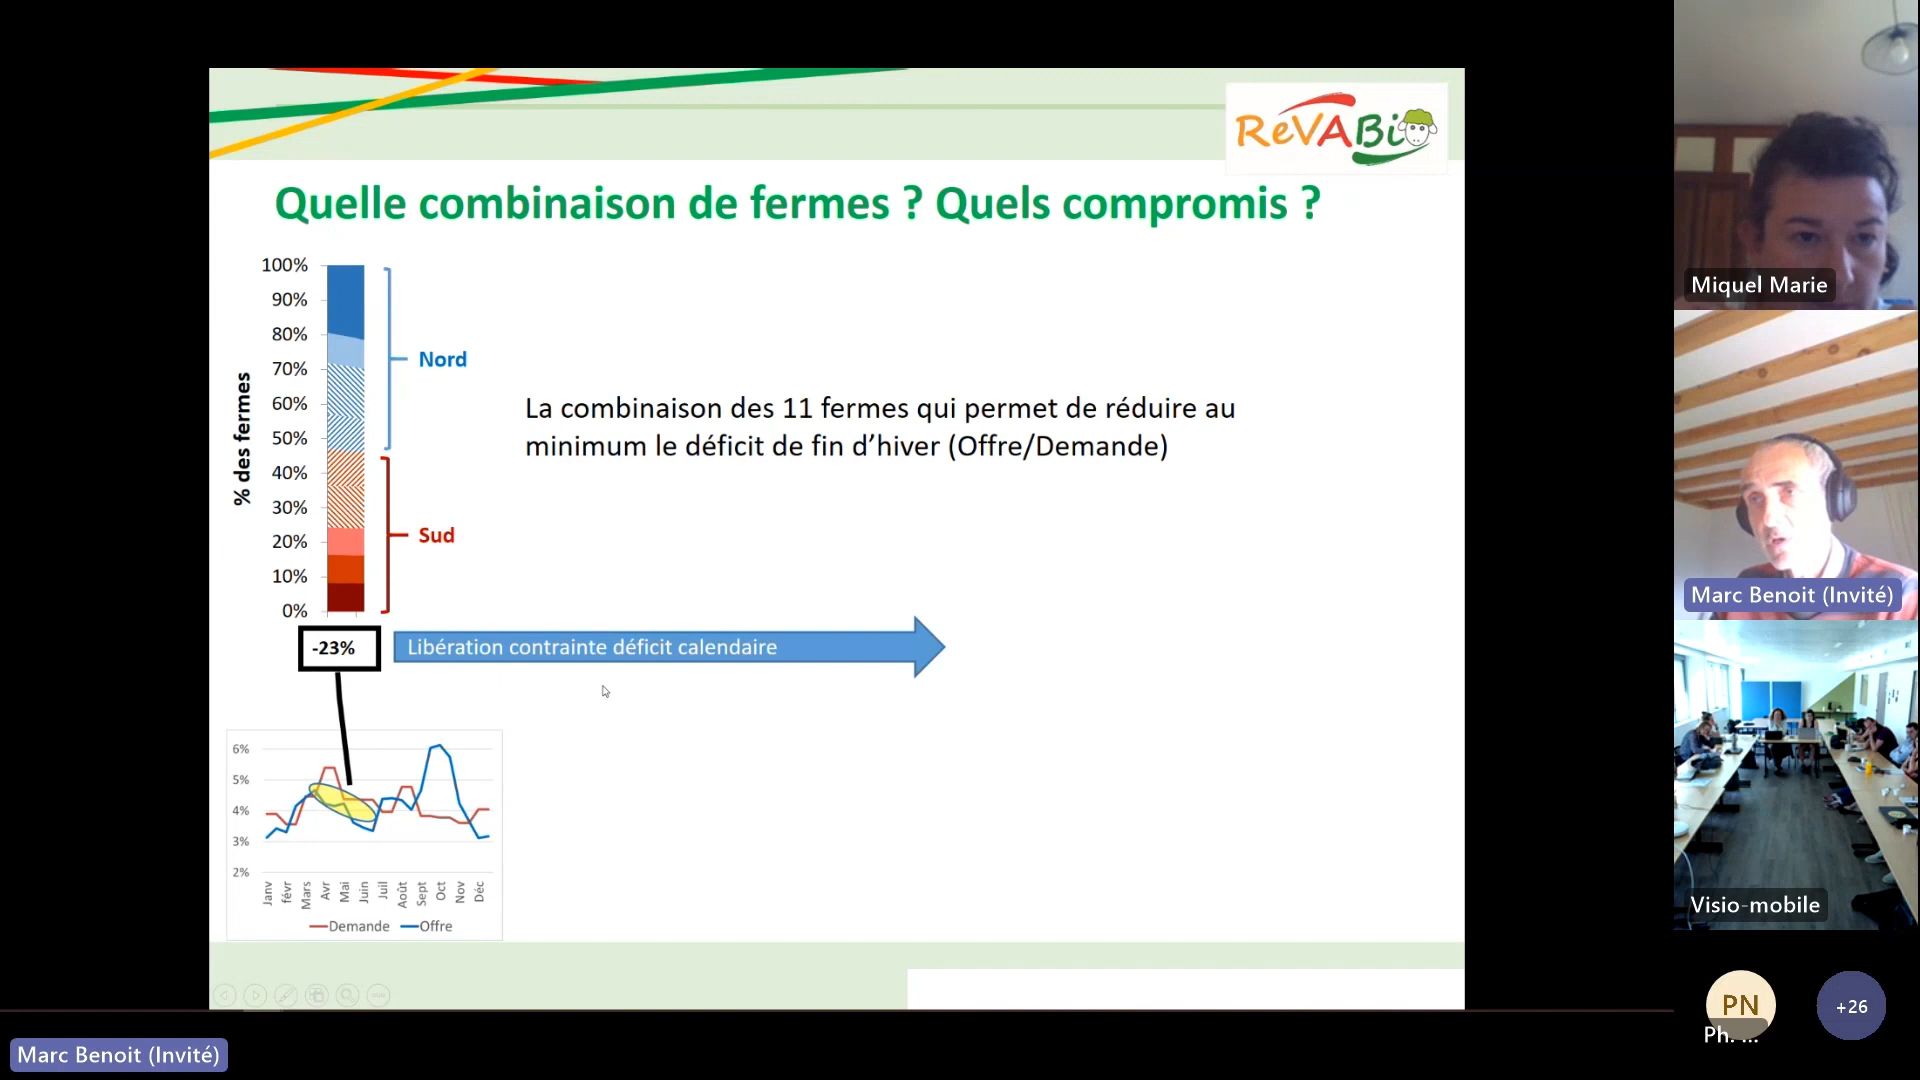 ReVABio
Quelle combinaison de fermes ? Quels compromis ?
100%
90%
80%
70%
60%
50%
40%
30%
20%
10%
0%
% des fermes
Nord
Sud
La combinaison des 11 fermes qui permet de réduire au
minimum le déficit de fin d’hiver (Offre/Demande)
-23%
Libération contrainte déficit calendaire
6%
5%
4%
3%
2%
Janv
févr
Mars
Avr
Mai
Juin
Juil
Août
Sept
Oct
Nov
Déc
Demande
Offre
Miquel Marie
Marc Benoit (Invité)
Visio-mobile
PN
Ph. ...
+26
Marc Benoit (Invité)